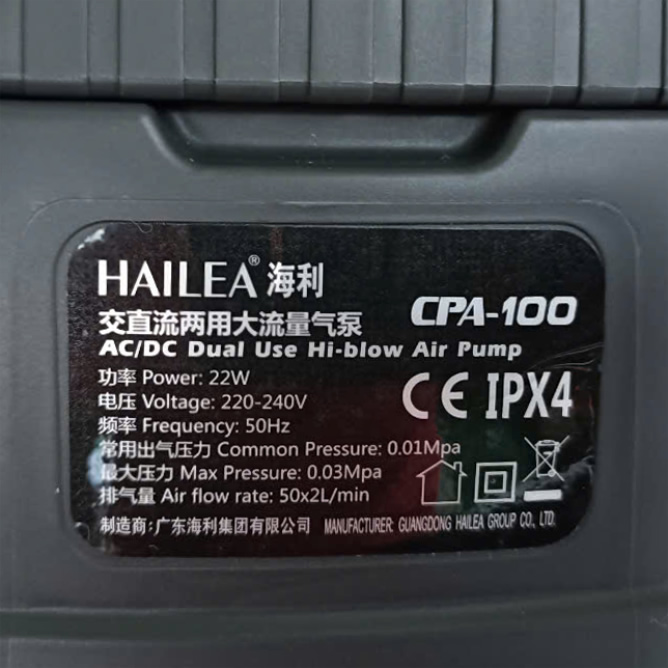 HAILEA® 海利
CPA-100
交直流两用大流量气泵
AC/DC Dual Use Hi-blow Air Pump
功率 Power: 22W
电压 Voltage: 220-240V
频率 Frequency: 50Hz
CE IPX4
常用出气压力 Common Pressure: 0.01Mpa
最大压力 Max Pressure: 0.03Mpa
排气量 Air flow rate: 50x2L/min
制造商:广东海利集团有限公司 MANUFACTURER: GUANGDONG HAILEA GROUP CO., LTD.